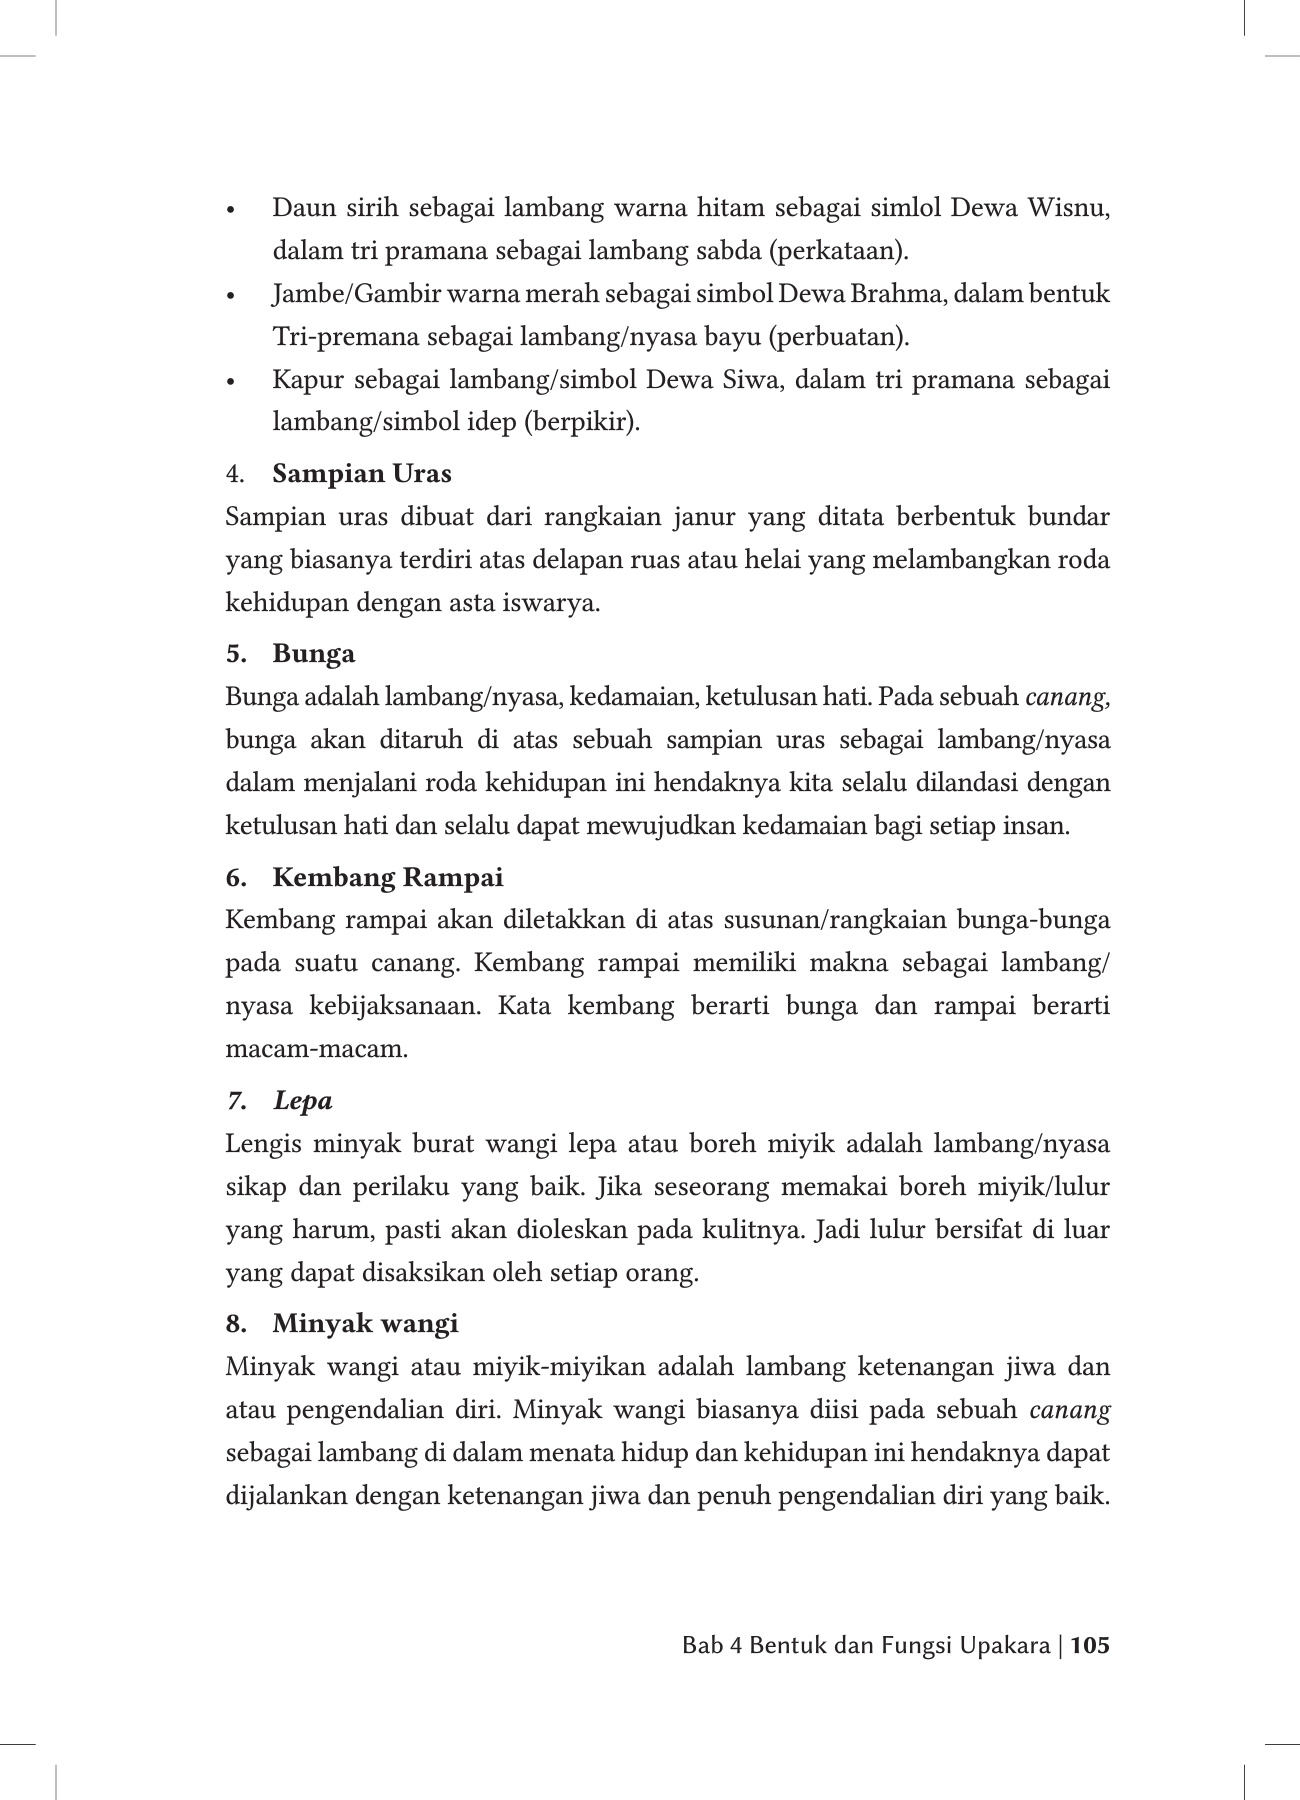 • Daun sirih sebagai lambang warna hitam sebagai simlol Dewa Wisnu,
dalam tri pramana sebagai lambang sabda (perkataan).
• Jambe/Gambir warna merah sebagai simbol Dewa Brahma, dalam bentuk
Tri-premana sebagai lambang/nyasa bayu (perbuatan).
• Kapur sebagai lambang/simbol Dewa Siwa, dalam tri pramana sebagai
lambang/simbol idep (berpikir).
4. Sampian Uras
Sampian uras dibuat dari rangkaian janur yang ditata berbentuk bundar
yang biasanya terdiri atas delapan ruas atau helai yang melambangkan roda
kehidupan dengan asta iswarya.
5. Bunga
Bunga adalah lambang/nyasa, kedamaian, ketulusan hati. Pada sebuah canang,
bunga akan ditaruh di atas sebuah sampian uras sebagai lambang/nyasa
dalam menjalani roda kehidupan ini hendaknya kita selalu dilandasi dengan
ketulusan hati dan selalu dapat mewujudkan kedamaian bagi setiap insan.
6. Kembang Rampai
Kembang rampai akan diletakkan di atas susunan/rangkaian bunga-bunga
pada suatu canang. Kembang rampai memiliki makna sebagai lambang/
nyasa kebijaksanaan. Kata kembang berarti bunga dan rampai berarti
macam-macam.
7. Lepa
Lengis minyak burat wangi lepa atau boreh miyik adalah lambang/nyasa
sikap dan perilaku yang baik. Jika seseorang memakai boreh miyik/lulur
yang harum, pasti akan dioleskan pada kulitnya. Jadi lulur bersifat di luar
yang dapat disaksikan oleh setiap orang.
8. Minyak wangi
Minyak wangi atau miyik-miyikan adalah lambang ketenangan jiwa dan
atau pengendalian diri. Minyak wangi biasanya diisi pada sebuah canang
sebagai lambang di dalam menata hidup dan kehidupan ini hendaknya dapat
dijalankan dengan ketenangan jiwa dan penuh pengendalian diri yang baik.
Bab 4 Bentuk dan Fungsi Upakara | 105